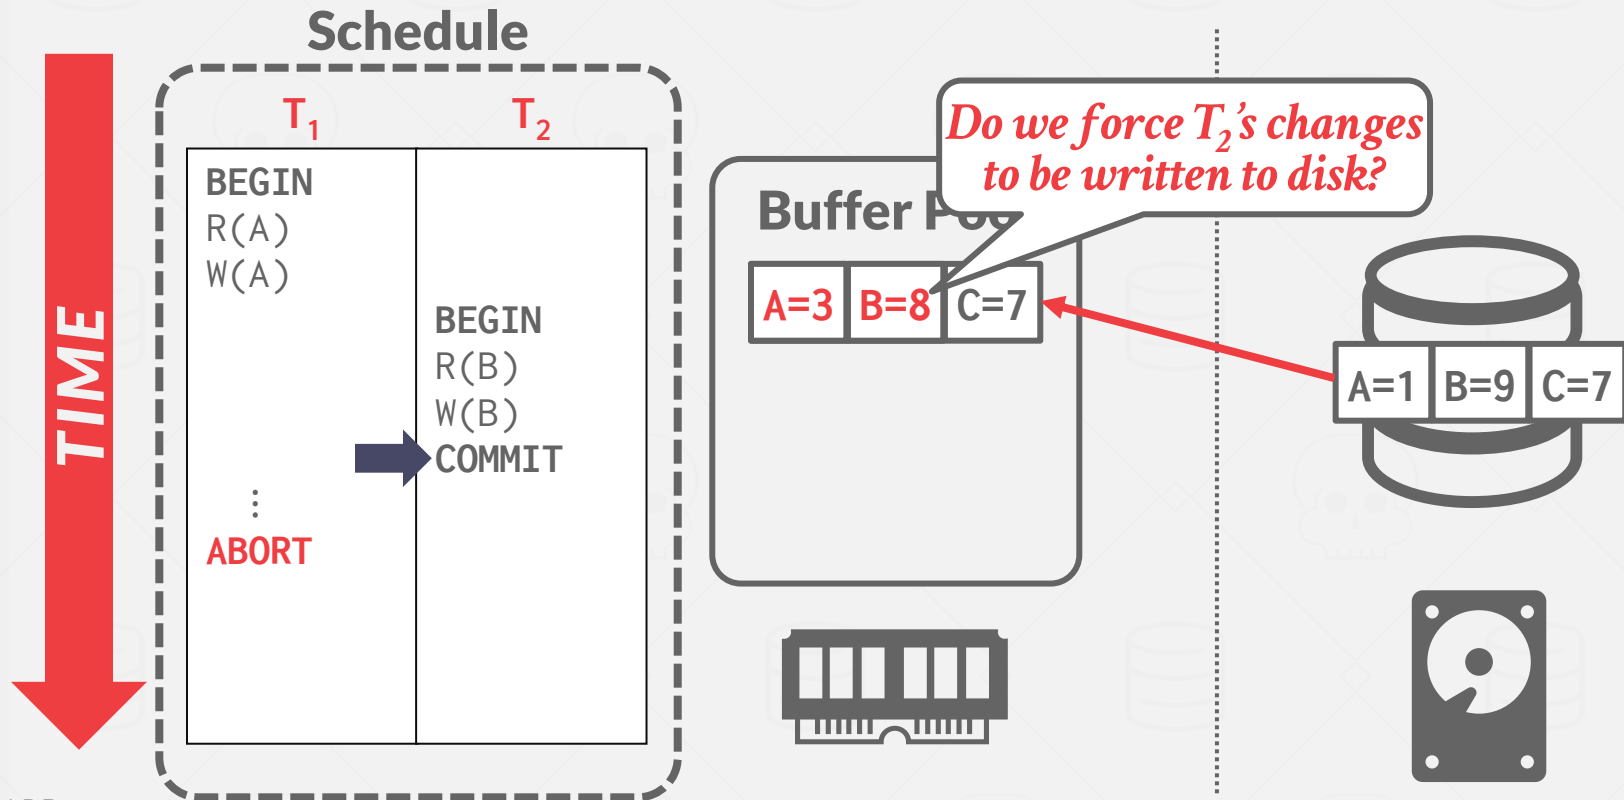 Schedule
TIME
T1
T2
BEGIN
R(A)
W(A)
BEGIN
R(B)
W(B)
COMMIT
⋮
ABORT
Do we force T2's changes
to be written to disk?
Buffer
A=3 B=8 C=7
A=1 B=9 C=7